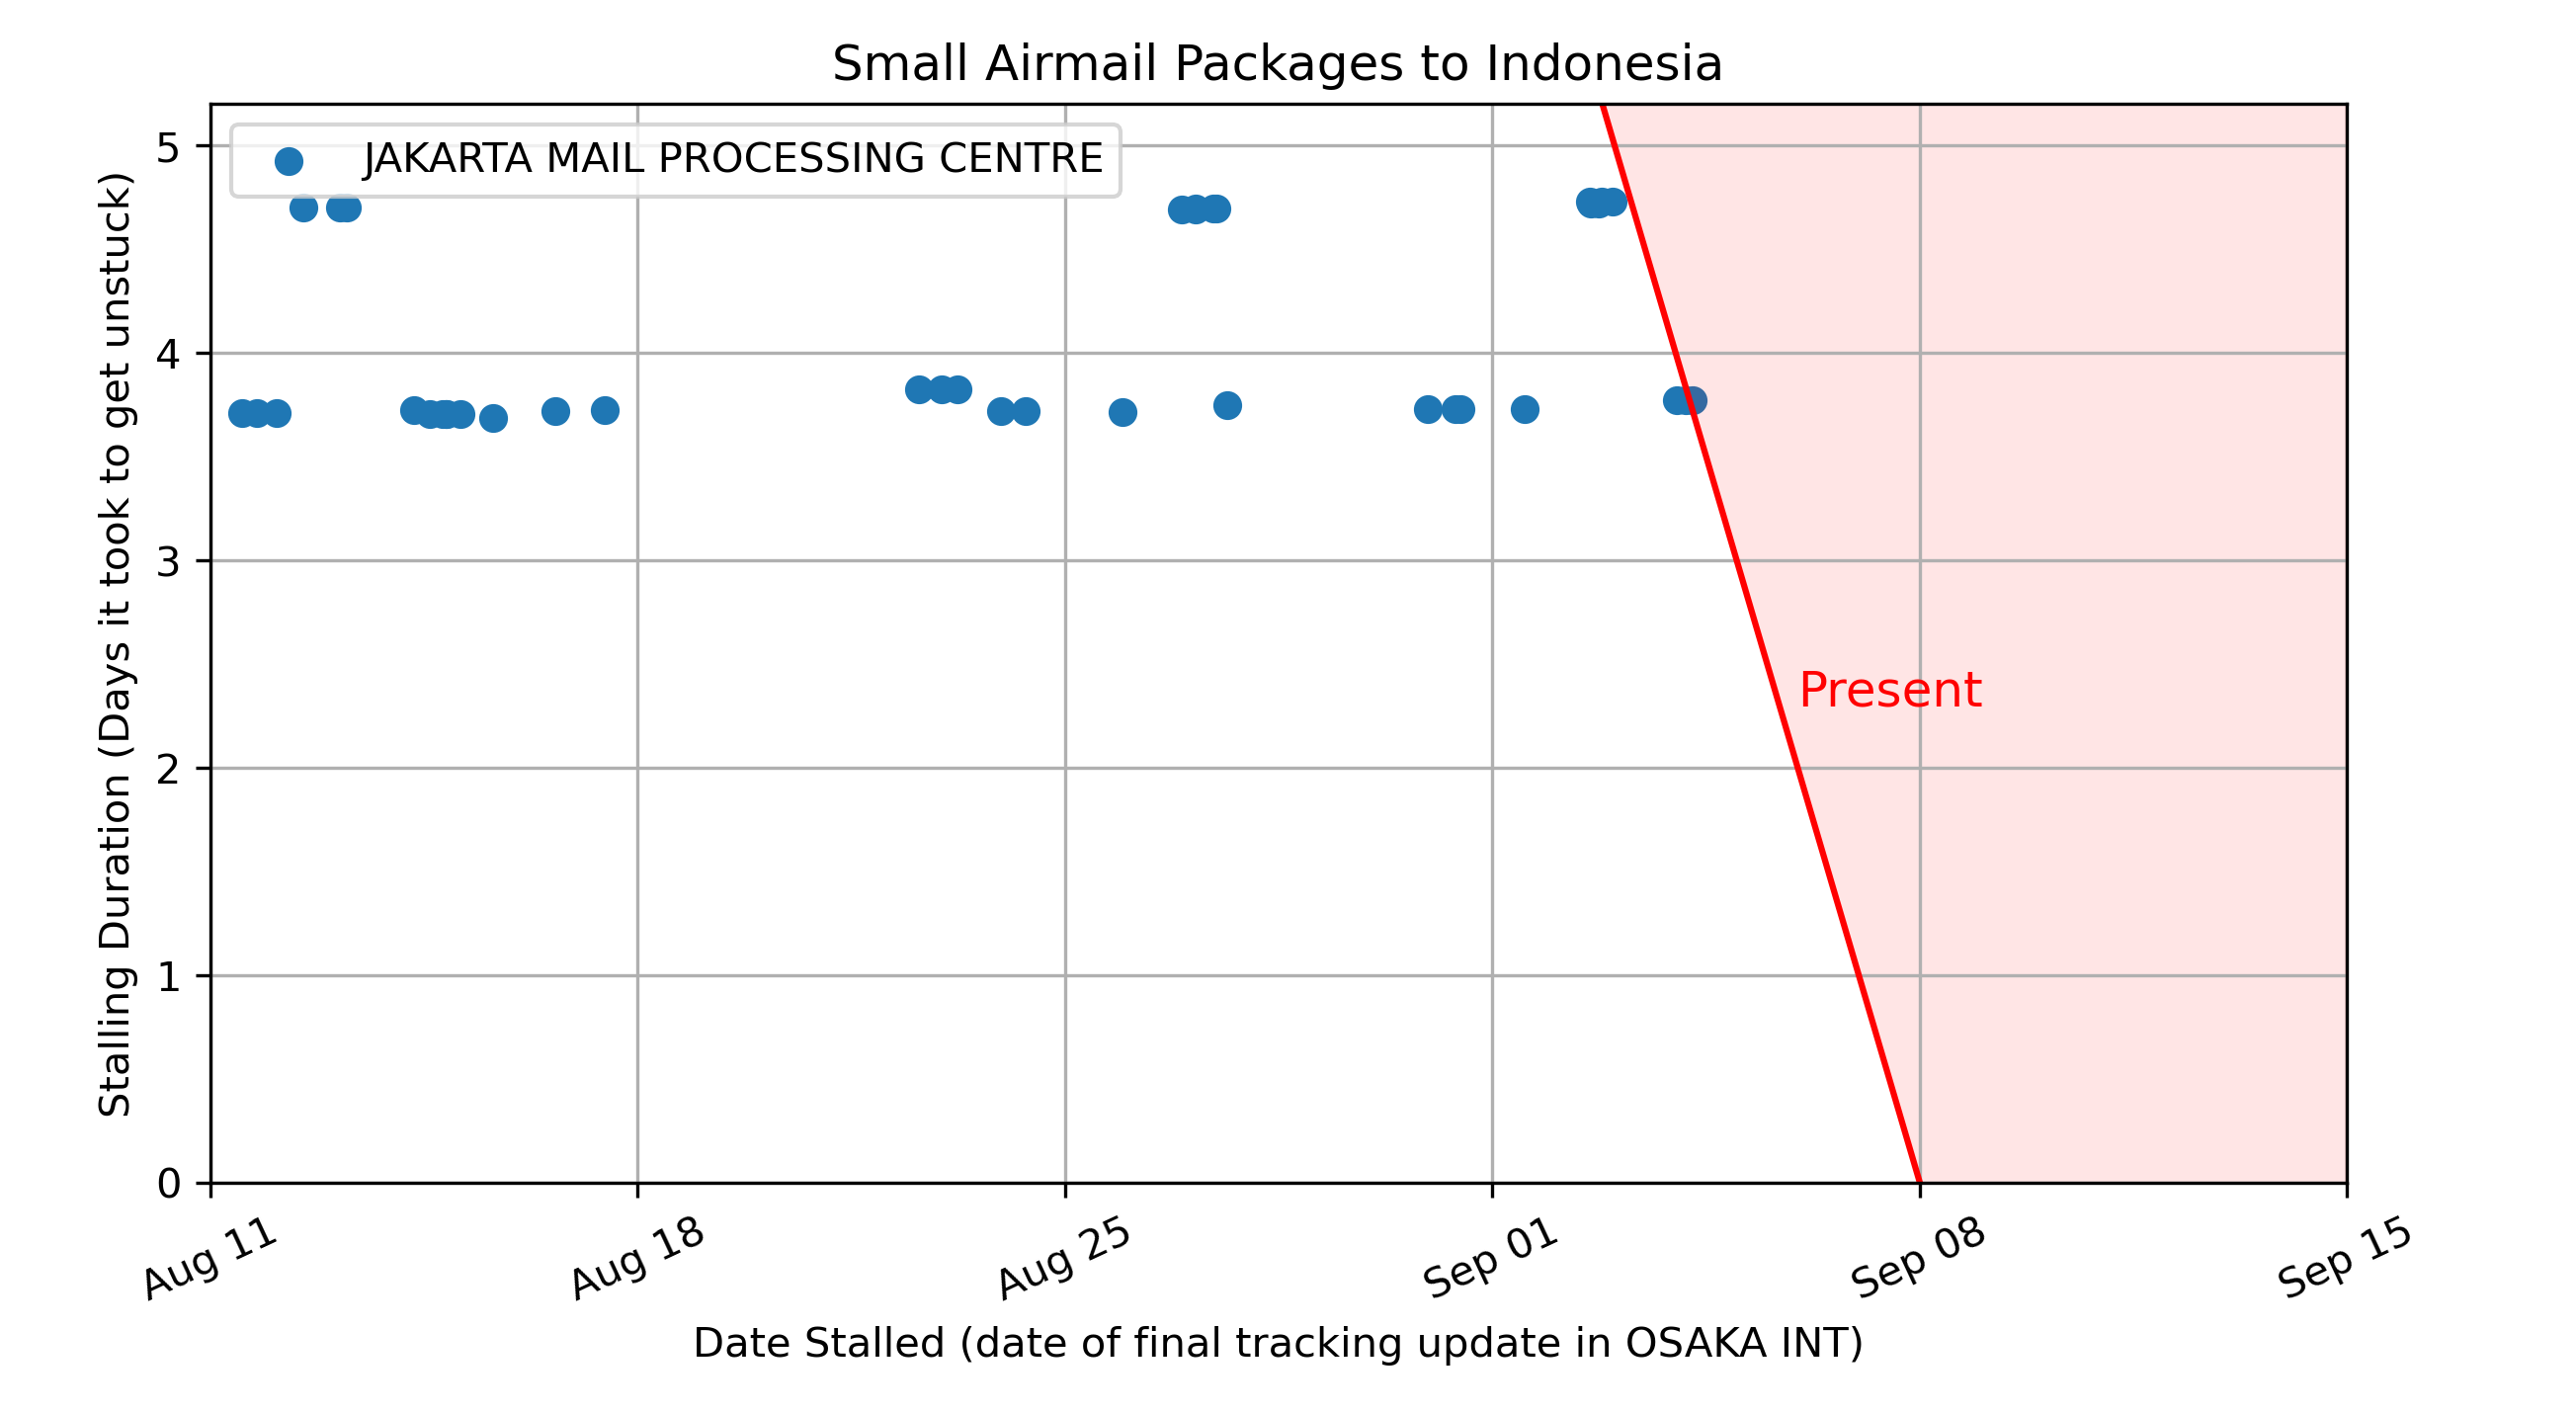 Small Airmail Packages to Indonesia
JAKARTA MAIL PROCESSING CENTRE
Stalling Duration (Days it took to get unstuck)
5
4
3
2
1
0
Present
Aug 11
Aug 18
Aug 25
Sep 01
Sep 08
Sep 15
Date Stalled (date of final tracking update in OSAKA INT)